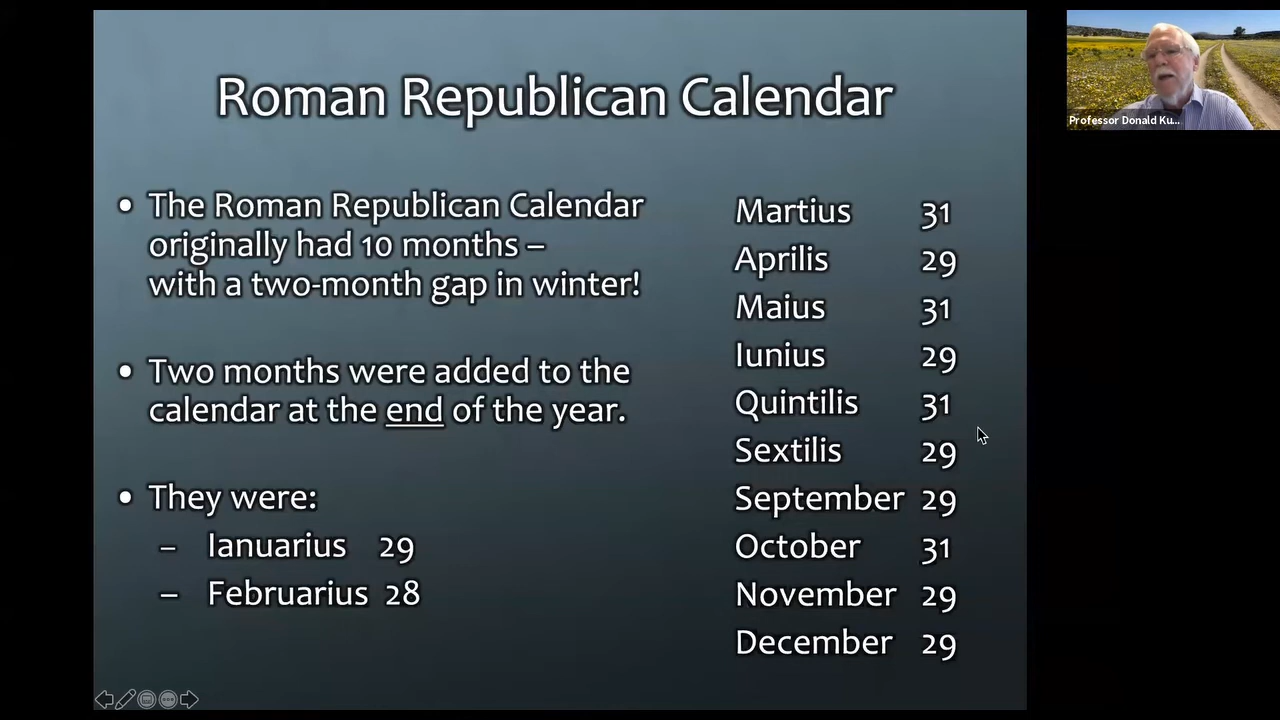 Roman Republican Calendar
• The Roman Republican Calendar
originally had 10 months –
with a two-month gap in winter!
• Two months were added to the
calendar at the end of the year.
• They were:
– Ianuarius 29
– Februarius 28
Martius 31
Aprilis 29
Maius 31
Iunius 29
Quintilis 31
Sextilis 29
September 29
October 31
November 29
December 29
Professor Donald Ku...